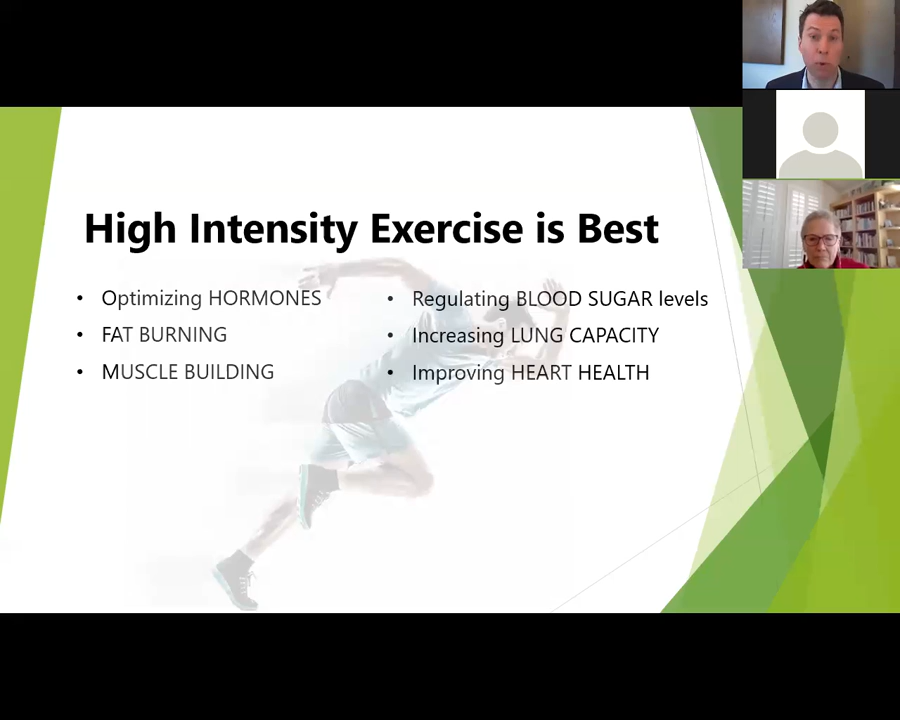 High Intensity Exercise is Best
• Optimizing HORMONES
• FAT BURNING
• MUSCLE BUILDING
• Regulating BLOOD SUGAR levels
• Increasing LUNG CAPACITY
• Improving HEART HEALTH